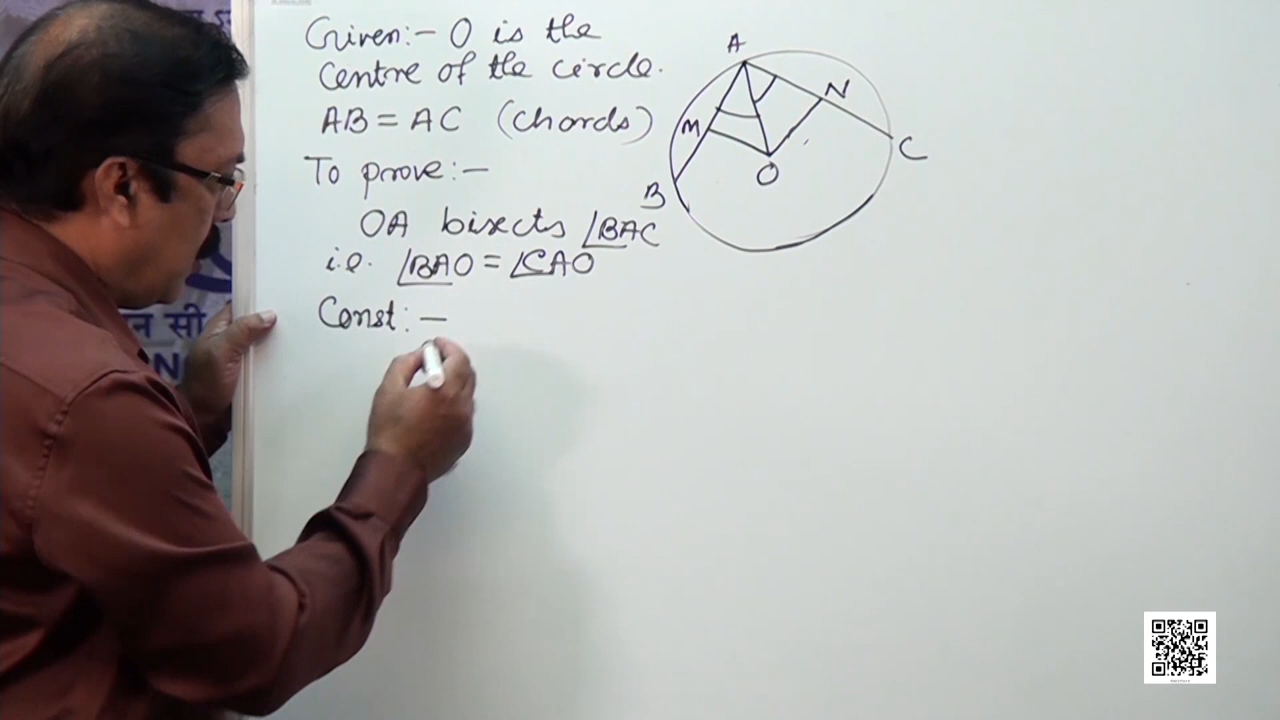 Given:- O is the
centre of the circle.
AB = AC (chords)
To prove:-
OA bisects ∠BAC
i.e. ∠BAO = ∠CAO
Const:-
A
N
M
C
O
B
न सी
N